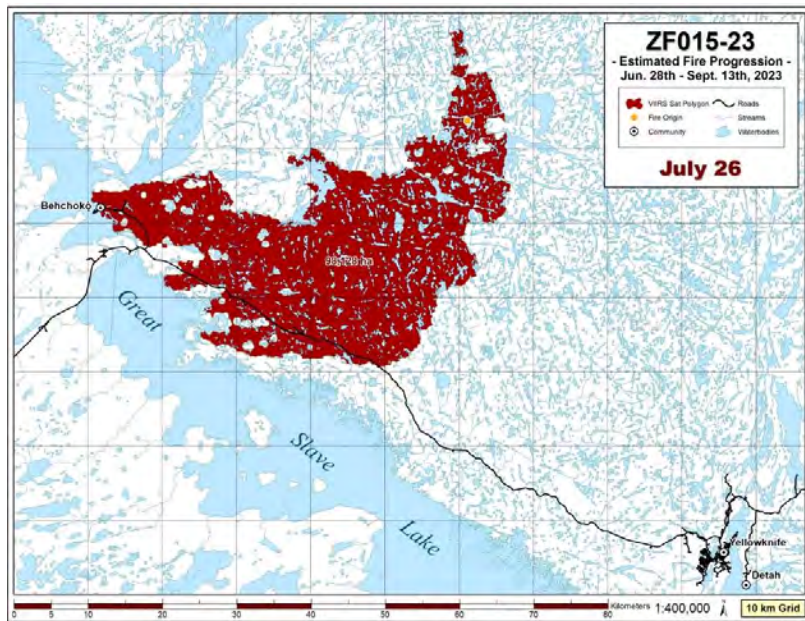 ZF015-23
- Estimated Fire Progression -
Jun. 28th - Sept. 13th, 2023
VIIRS Sat Polygon
Roads
Fire Origin
Streams
Community
Waterbodies
July 26
Behchoko
Great
Slave
Lake
Yellowknife
Detah
0 5 10 20 30 40 50 60 70 80
Kilometers
1:400,000
10 km Grid